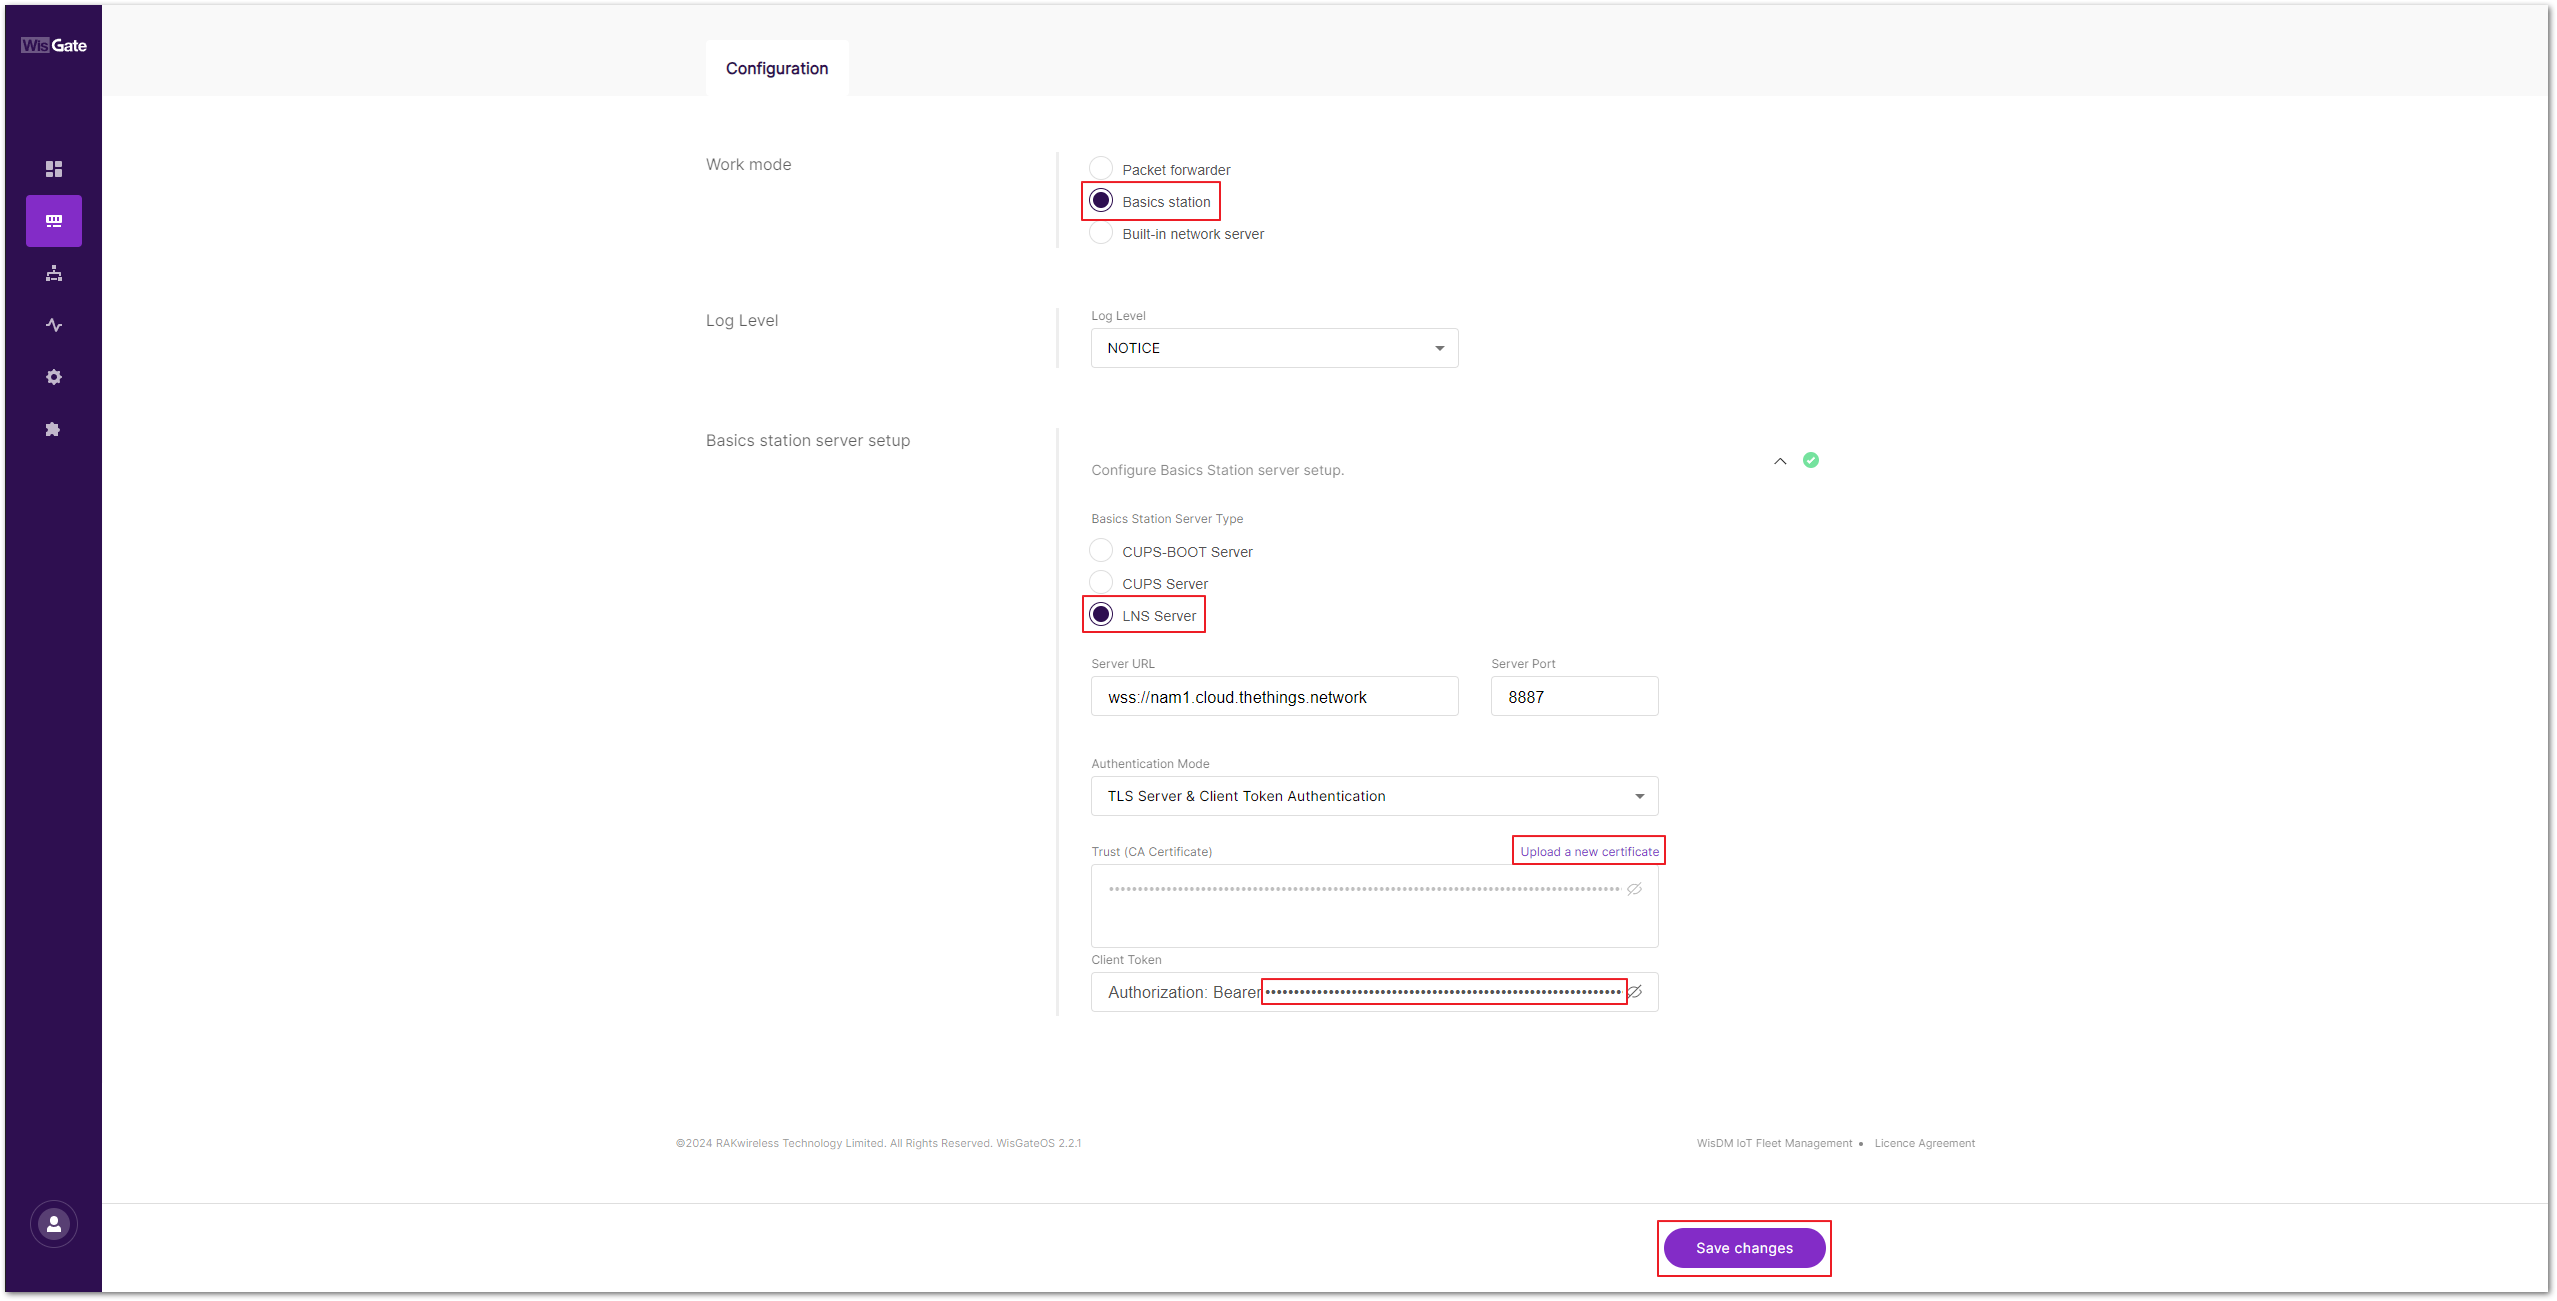 WisGate
Configuration
Work mode
Packet forwarder
Basics station
Built-in network server
Log Level
Log Level
NOTICE
Basics station server setup
Configure Basics Station server setup.
Basics Station Server Type
CUPS-BOOT Server
CUPS Server
LNS Server
Server URL
Server Port
wss://nam1.cloud.thethings.network
8887
Authentication Mode
TLS Server & Client Token Authentication
Trust (CA Certificate)
Upload a new certificate
Client Token
Authorization: Bearer
©2024 RAKwireless Technology Limited. All Rights Reserved. WisGateOS 2.2.1
WisDM IoT Fleet Management • Licence Agreement
Save changes